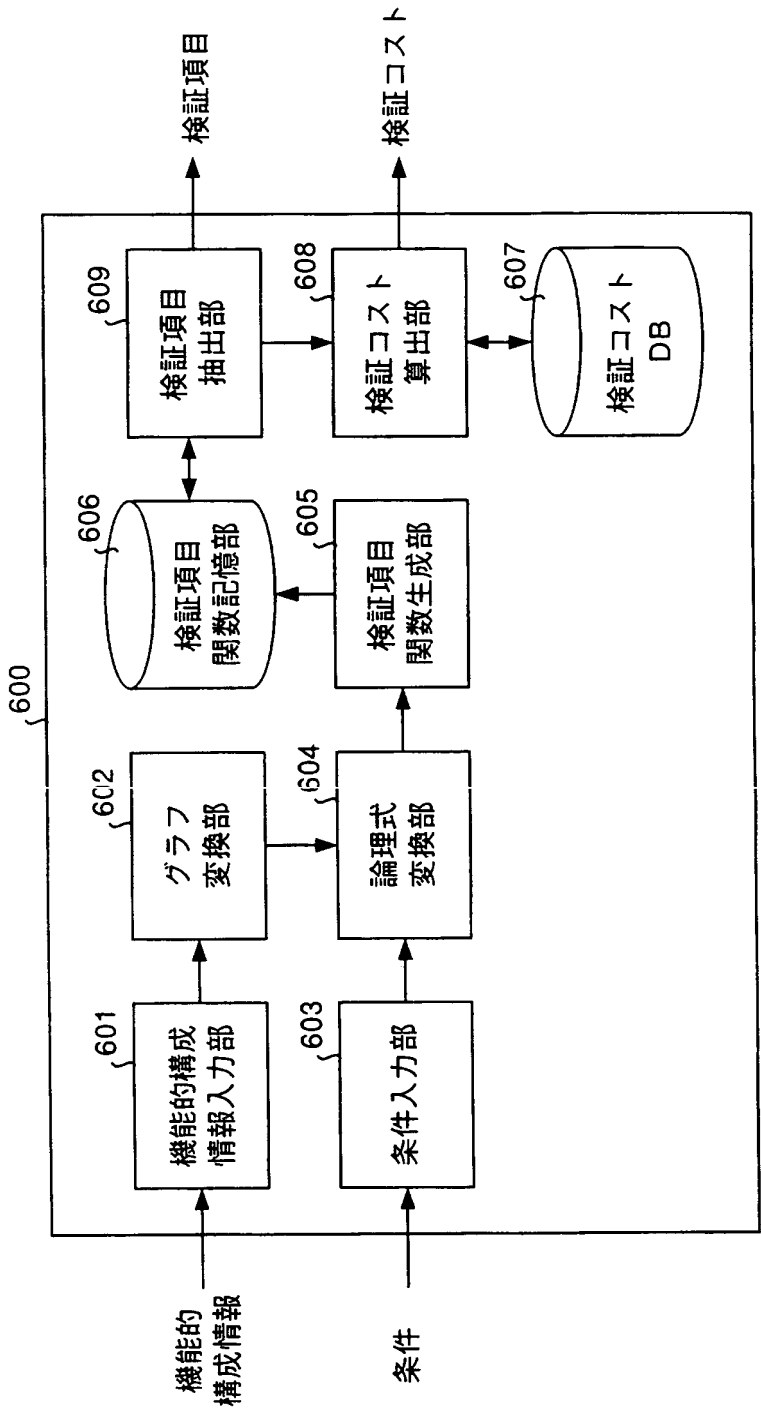 600
機能的
構成情報
601
機能的構成
情報入力部
602
グラフ
変換部
606
検証項目
関数記憶部
609
検証項目
抽出部
検証項目
条件
603
条件入力部
604
論理式
変換部
605
検証項目
関数生成部
608
検証コスト
算出部
検証コスト
607
検証コスト
DB